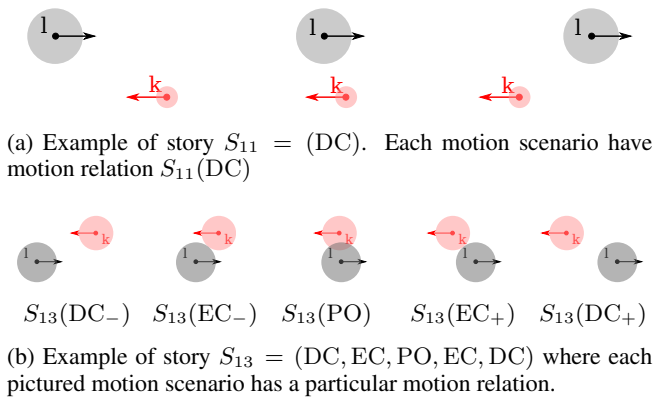 l l l
k k k
(a) Example of story S₁₁ = (DC). Each motion scenario have
motion relation S₁₁(DC)
k k k k k
l l l l l
S₁₃(DC₋) S₁₃(EC₋) S₁₃(PO) S₁₃(EC₊) S₁₃(DC₊)
(b) Example of story S₁₃ = (DC, EC, PO, EC, DC) where each
pictured motion scenario has a particular motion relation.